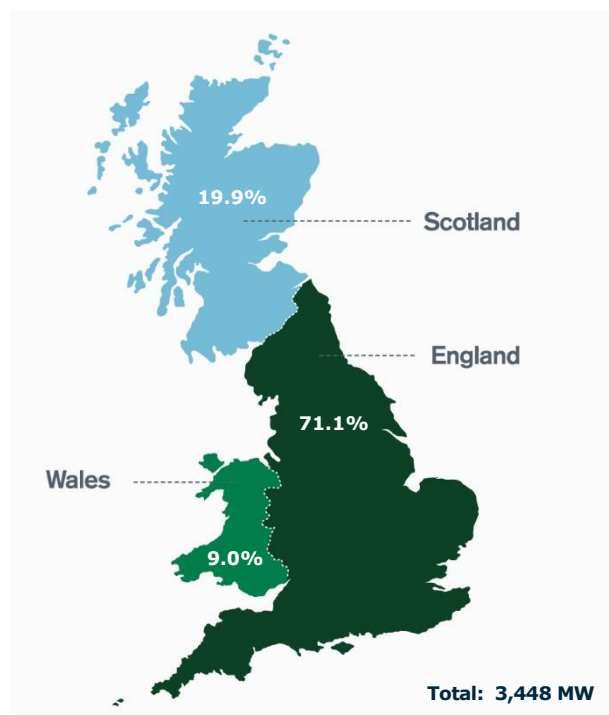 19.9%
Scotland
England
71.1%
Wales
9.0%
Total: 3,448 MW